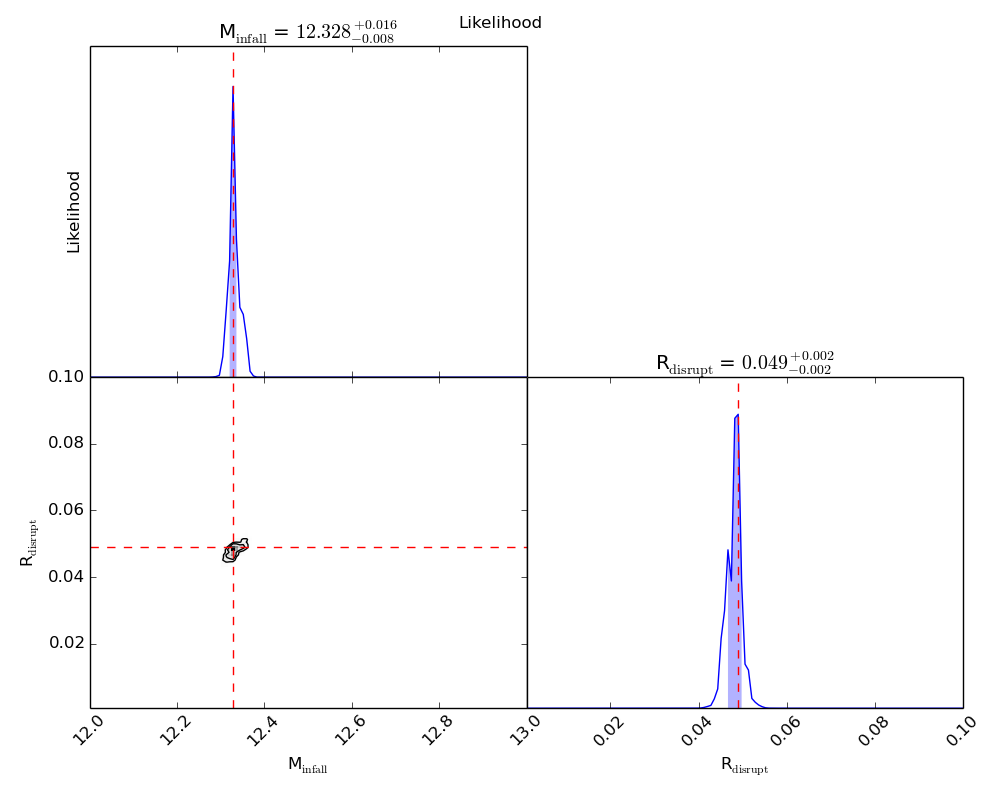 Likelihood
M_infall = 12.328^{+0.016}_{-0.008}
Likelihood
R_disrupt = 0.049^{+0.002}_{-0.002}
0.10
0.08
0.06
0.04
0.02
R_disrupt
12.0 12.2 12.4 12.6 12.8 13.0 0.02 0.04 0.06 0.08 0.10
M_infall R_disrupt